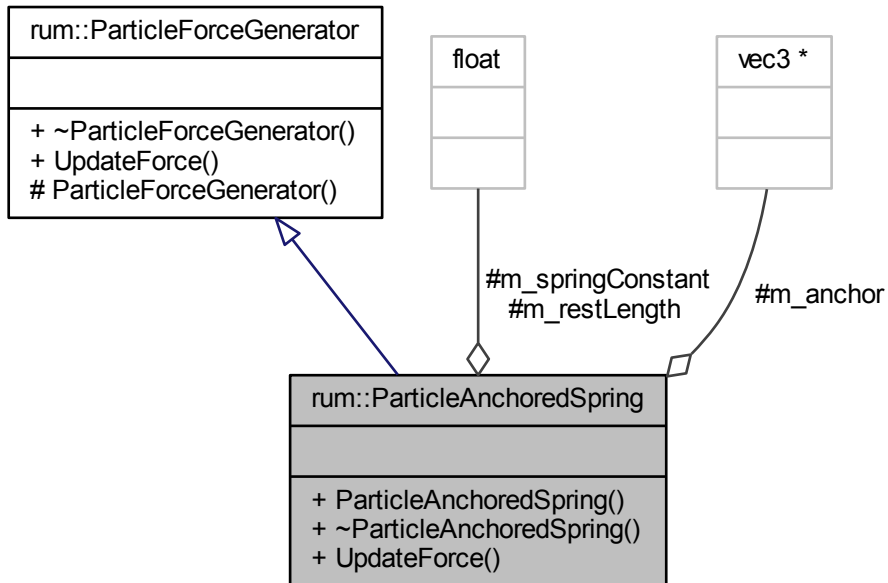 rum::ParticleForceGenerator
+ ~ParticleForceGenerator()
+ UpdateForce()
# ParticleForceGenerator()
float
vec3 *
#m_springConstant
#m_restLength
#m_anchor
rum::ParticleAnchoredSpring
+ ParticleAnchoredSpring()
+ ~ParticleAnchoredSpring()
+ UpdateForce()